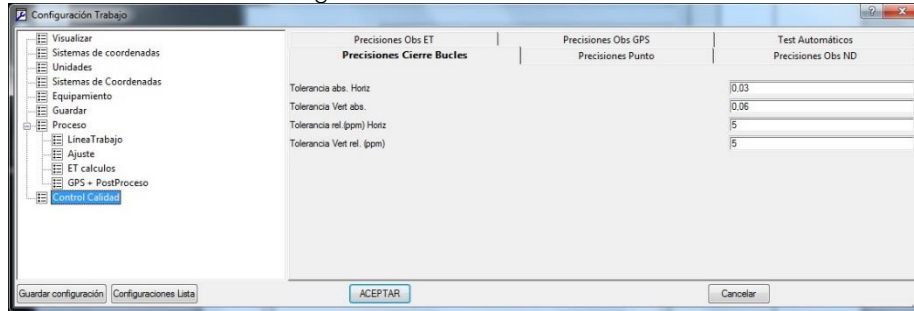 Configuración Trabajo
Visualizar
Sistemas de coordenadas
Unidades
Sistemas de Coordenadas
Equipamiento
Guardar
Proceso
LíneaTrabajo
Ajuste
ET calculos
GPS + PostProceso
Control Calidad
Precisiones Obs ET
Precisiones Obs GPS
Test Automáticos
Precisiones Cierre Bucles
Precisiones Punto
Precisiones Obs ND
Tolerancia abs. Horiz 0,03
Tolerancia Vert abs. 0,06
Tolerancia rel.(ppm) Horiz 5
Tolerancia Vert rel. (ppm) 5
Guardar configuración
Configuraciones Lista
ACEPTAR
Cancelar